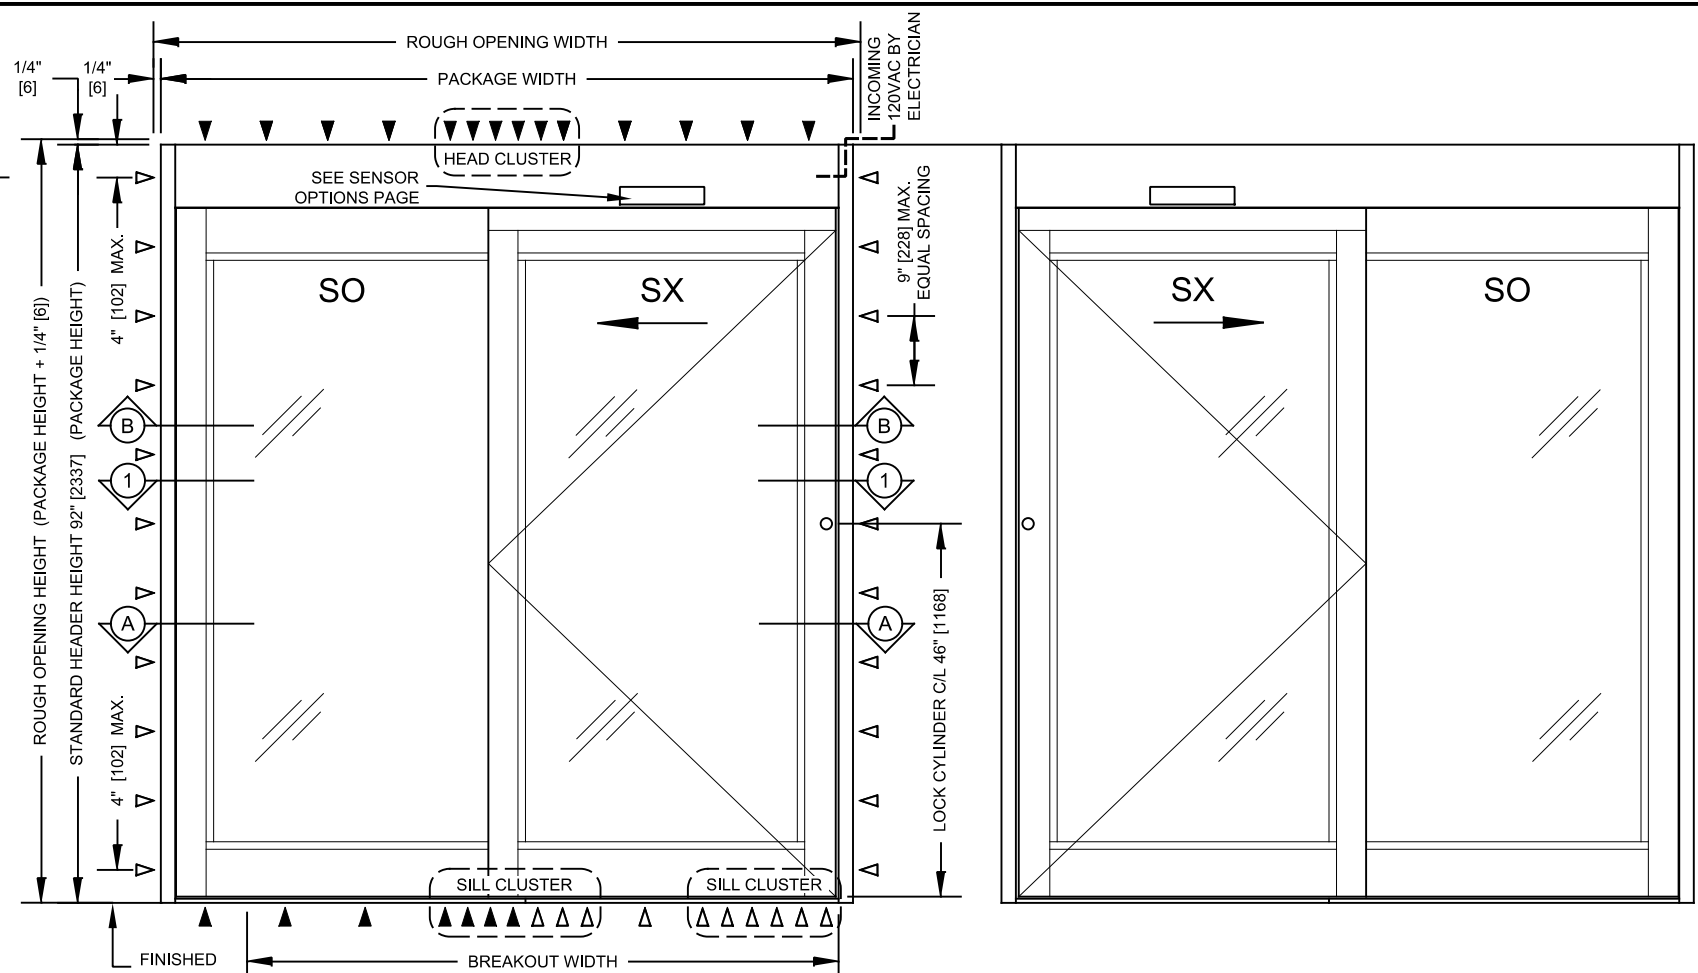 ROUGH OPENING WIDTH
PACKAGE WIDTH
1/4"
[6]
1/4"
[6]
INCOMING
120VAC BY
ELECTRICIAN
HEAD CLUSTER
SEE SENSOR
OPTIONS PAGE
4" [102] MAX.
9" [228] MAX.
EQUAL SPACING
SO
SX
SX
SO
ROUGH OPENING HEIGHT (PACKAGE HEIGHT + 1/4" [6])
STANDARD HEADER HEIGHT 92" [2337] (PACKAGE HEIGHT)
B
B
1
1
A
A
4" [102] MAX.
LOCK CYLINDER C/L 46" [1168]
SILL CLUSTER
SILL CLUSTER
FINISHED
BREAKOUT WIDTH